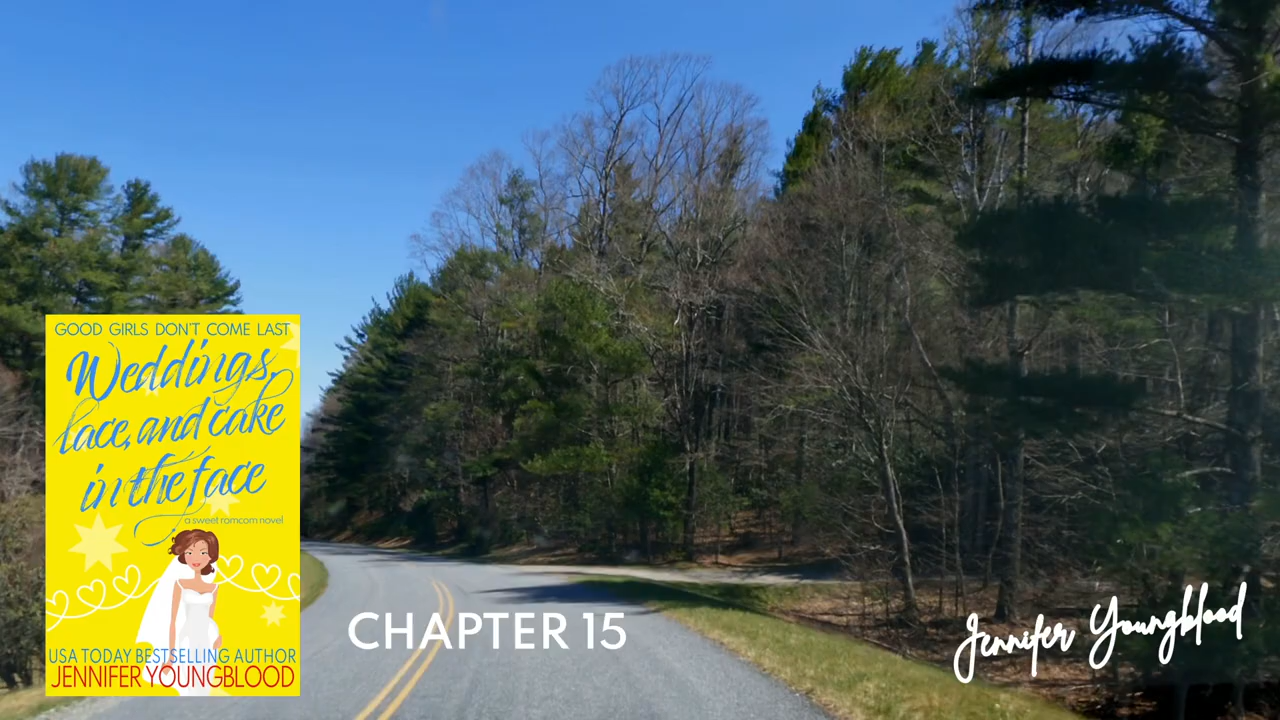 GOOD GIRLS DON'T COME LAST
Weddings,
lace, and cake
in the face
a sweet romcom novel
USA TODAY BESTSELLING AUTHOR
JENNIFER YOUNGBLOOD
CHAPTER 15
Jennifer Youngblood